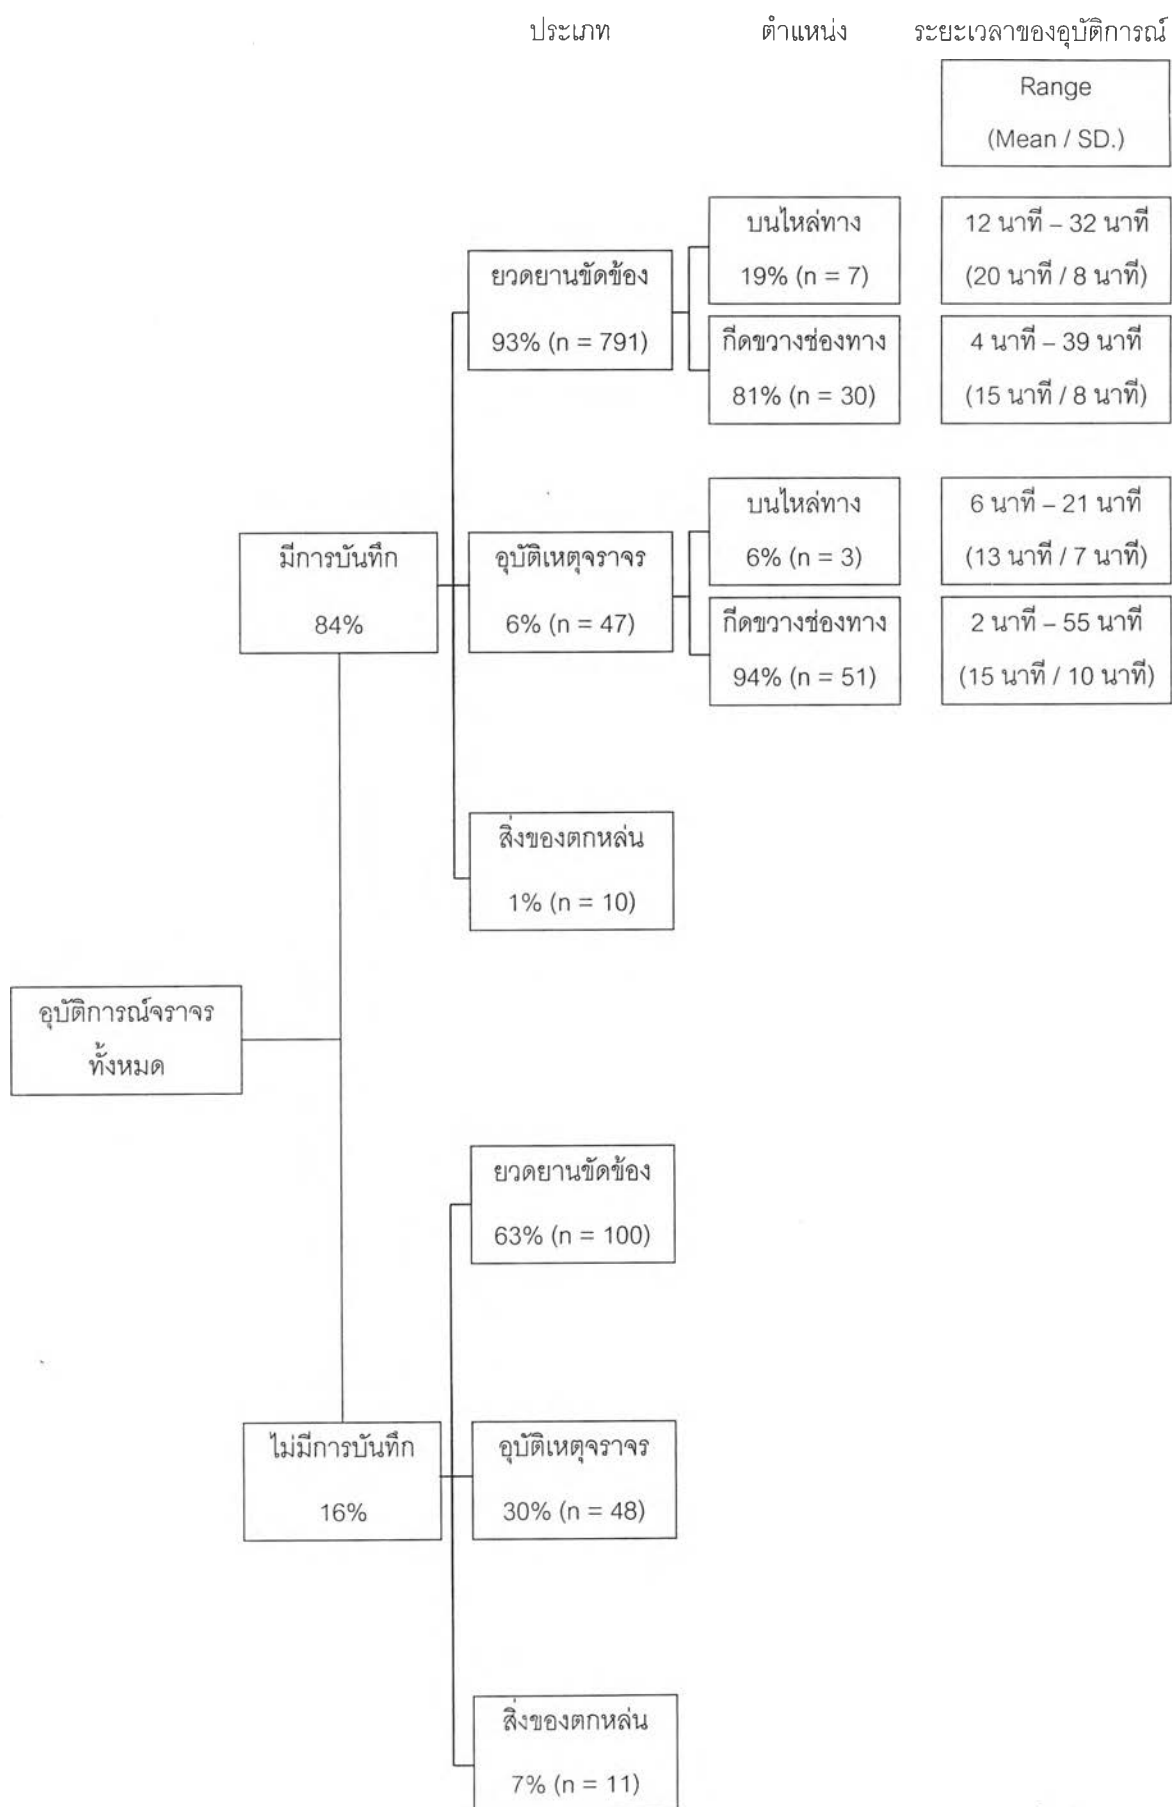 ประเภท ตำแหน่ง ระยะเวลาของอุบัติการณ์
Range
(Mean / SD.)
บนไหล่ทาง
19% (n = 7)
12 นาที – 32 นาที
(20 นาที / 8 นาที)
ยวดยานขัดข้อง
93% (n = 791)
กีดขวางช่องทาง
81% (n = 30)
4 นาที – 39 นาที
(15 นาที / 8 นาที)
บนไหล่ทาง
6% (n = 3)
6 นาที – 21 นาที
(13 นาที / 7 นาที)
มีการบันทึก
84%
อุบัติเหตุจราจร
6% (n = 47)
กีดขวางช่องทาง
94% (n = 51)
2 นาที – 55 นาที
(15 นาที / 10 นาที)
สิ่งของตกหล่น
1% (n = 10)
อุบัติการณ์จราจร
ทั้งหมด
ยวดยานขัดข้อง
63% (n = 100)
ไม่มีการบันทึก
16%
อุบัติเหตุจราจร
30% (n = 48)
สิ่งของตกหล่น
7% (n = 11)